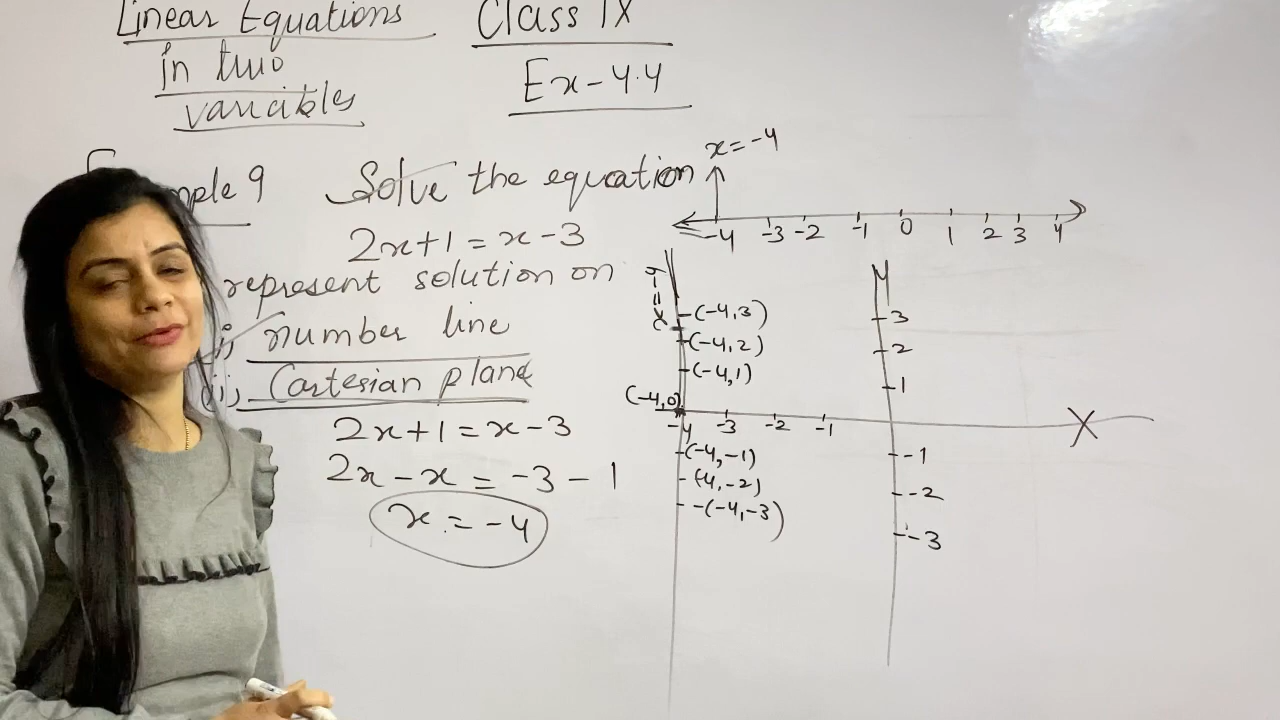 Linear Equations
in two
variables
Class IX
Ex-4.4
mple 9 Solve the equation
2x+1=x-3
represent solution on
i, number line
(ii), Cartesian plane
2x+1=x-3
2x-x=-3-1
x=-4
x=-4
-4 -3 -2 -1 0 1 2 3 4
x=-4
(-4,3)
(-4,2)
(-4,1)
(-4,0)
-4 -3 -2 -1
(-4,-1)
(4,-2)
-(-4,-3)
Y
3
2
1
X
-1
-2
-3